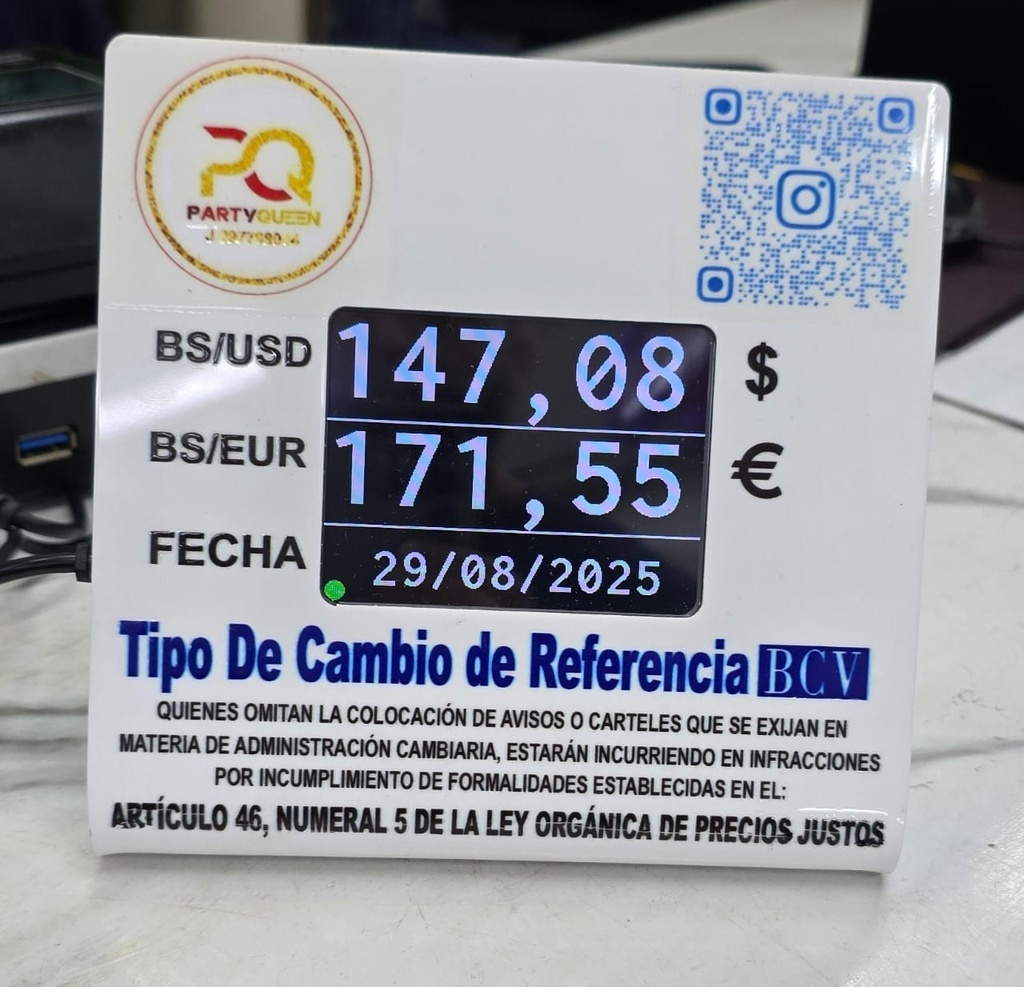 PQ
PARTYQUEEN
BS/USD 147,08 $
BS/EUR 171,55 €
FECHA 29/08/2025
Tipo De Cambio de Referencia BCV
QUIENES OMITAN LA COLOCACIÓN DE AVISOS O CARTELES QUE SE EXIJAN EN
MATERIA DE ADMINISTRACIÓN CAMBIARIA, ESTARÁN INCURRIENDO EN INFRACCIONES
POR INCUMPLIMIENTO DE FORMALIDADES ESTABLECIDAS EN EL:
ARTÍCULO 46, NUMERAL 5 DE LA LEY ORGÁNICA DE PRECIOS JUSTOS